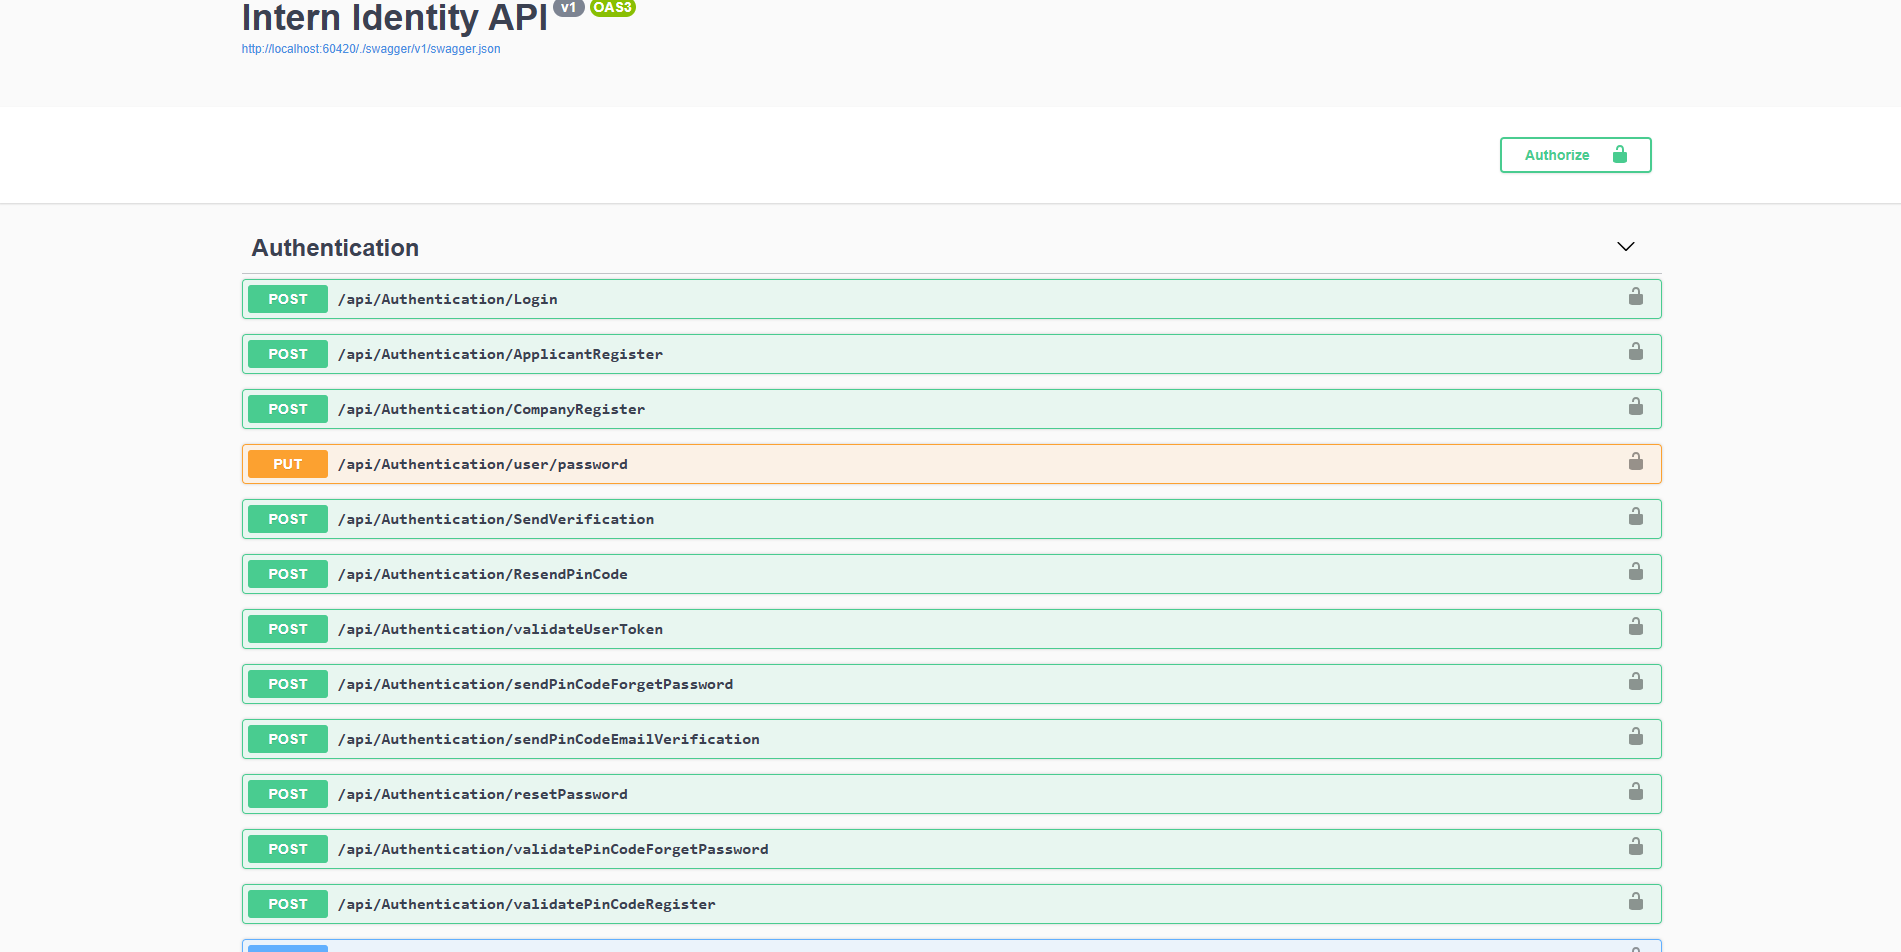 Intern Identity API v1 OAS3
http://localhost:60420/./swagger/v1/swagger.json
Authorize
Authentication
POST /api/Authentication/Login
POST /api/Authentication/ApplicantRegister
POST /api/Authentication/CompanyRegister
PUT /api/Authentication/user/password
POST /api/Authentication/SendVerification
POST /api/Authentication/ResendPinCode
POST /api/Authentication/validateUserToken
POST /api/Authentication/sendPinCodeForgetPassword
POST /api/Authentication/sendPinCodeEmailVerification
POST /api/Authentication/resetPassword
POST /api/Authentication/validatePinCodeForgetPassword
POST /api/Authentication/validatePinCodeRegister